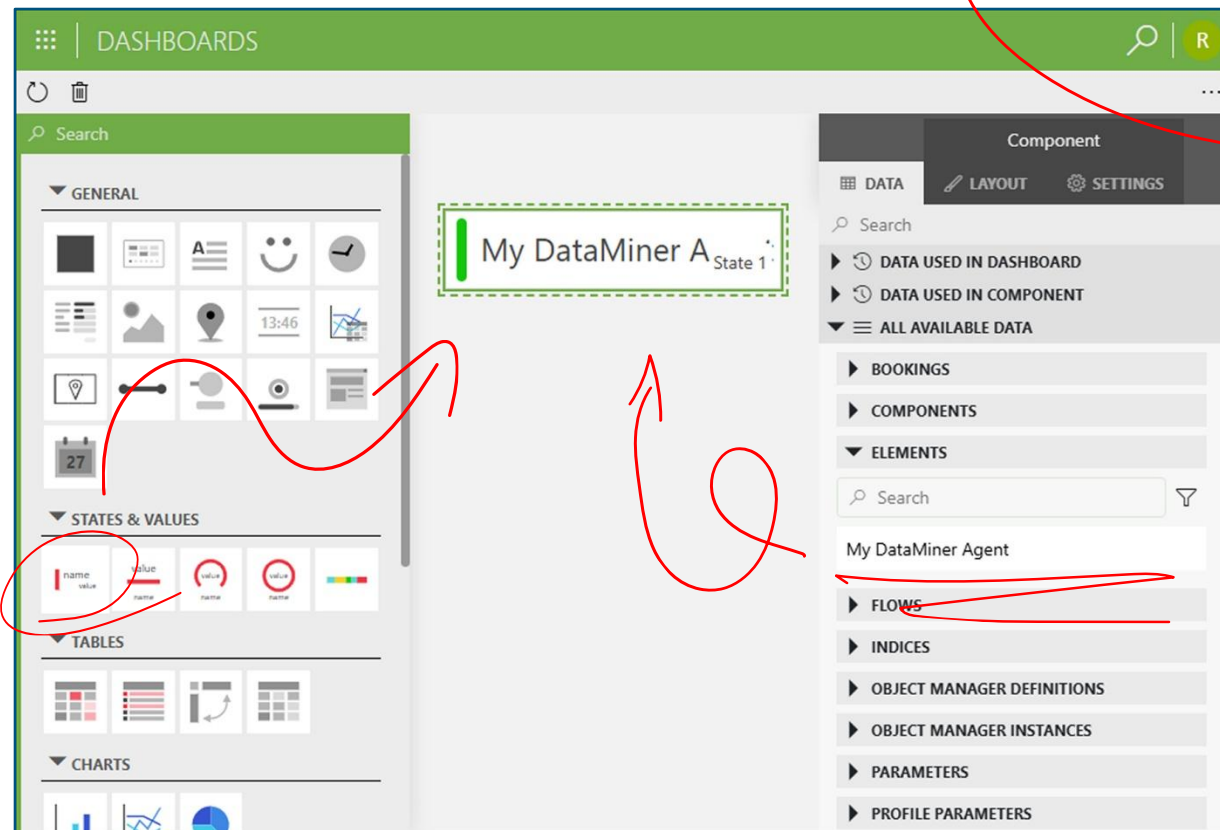 DASHBOARDS
R
Search
GENERAL
A
13:46
27
STATES & VALUES
name
value
value
name
value
name
value
name
TABLES
CHARTS
My DataMiner A
State 1
Component
DATA
LAYOUT
SETTINGS
Search
DATA USED IN DASHBOARD
DATA USED IN COMPONENT
ALL AVAILABLE DATA
BOOKINGS
COMPONENTS
ELEMENTS
Search
My DataMiner Agent
FLOWS
INDICES
OBJECT MANAGER DEFINITIONS
OBJECT MANAGER INSTANCES
PARAMETERS
PROFILE PARAMETERS